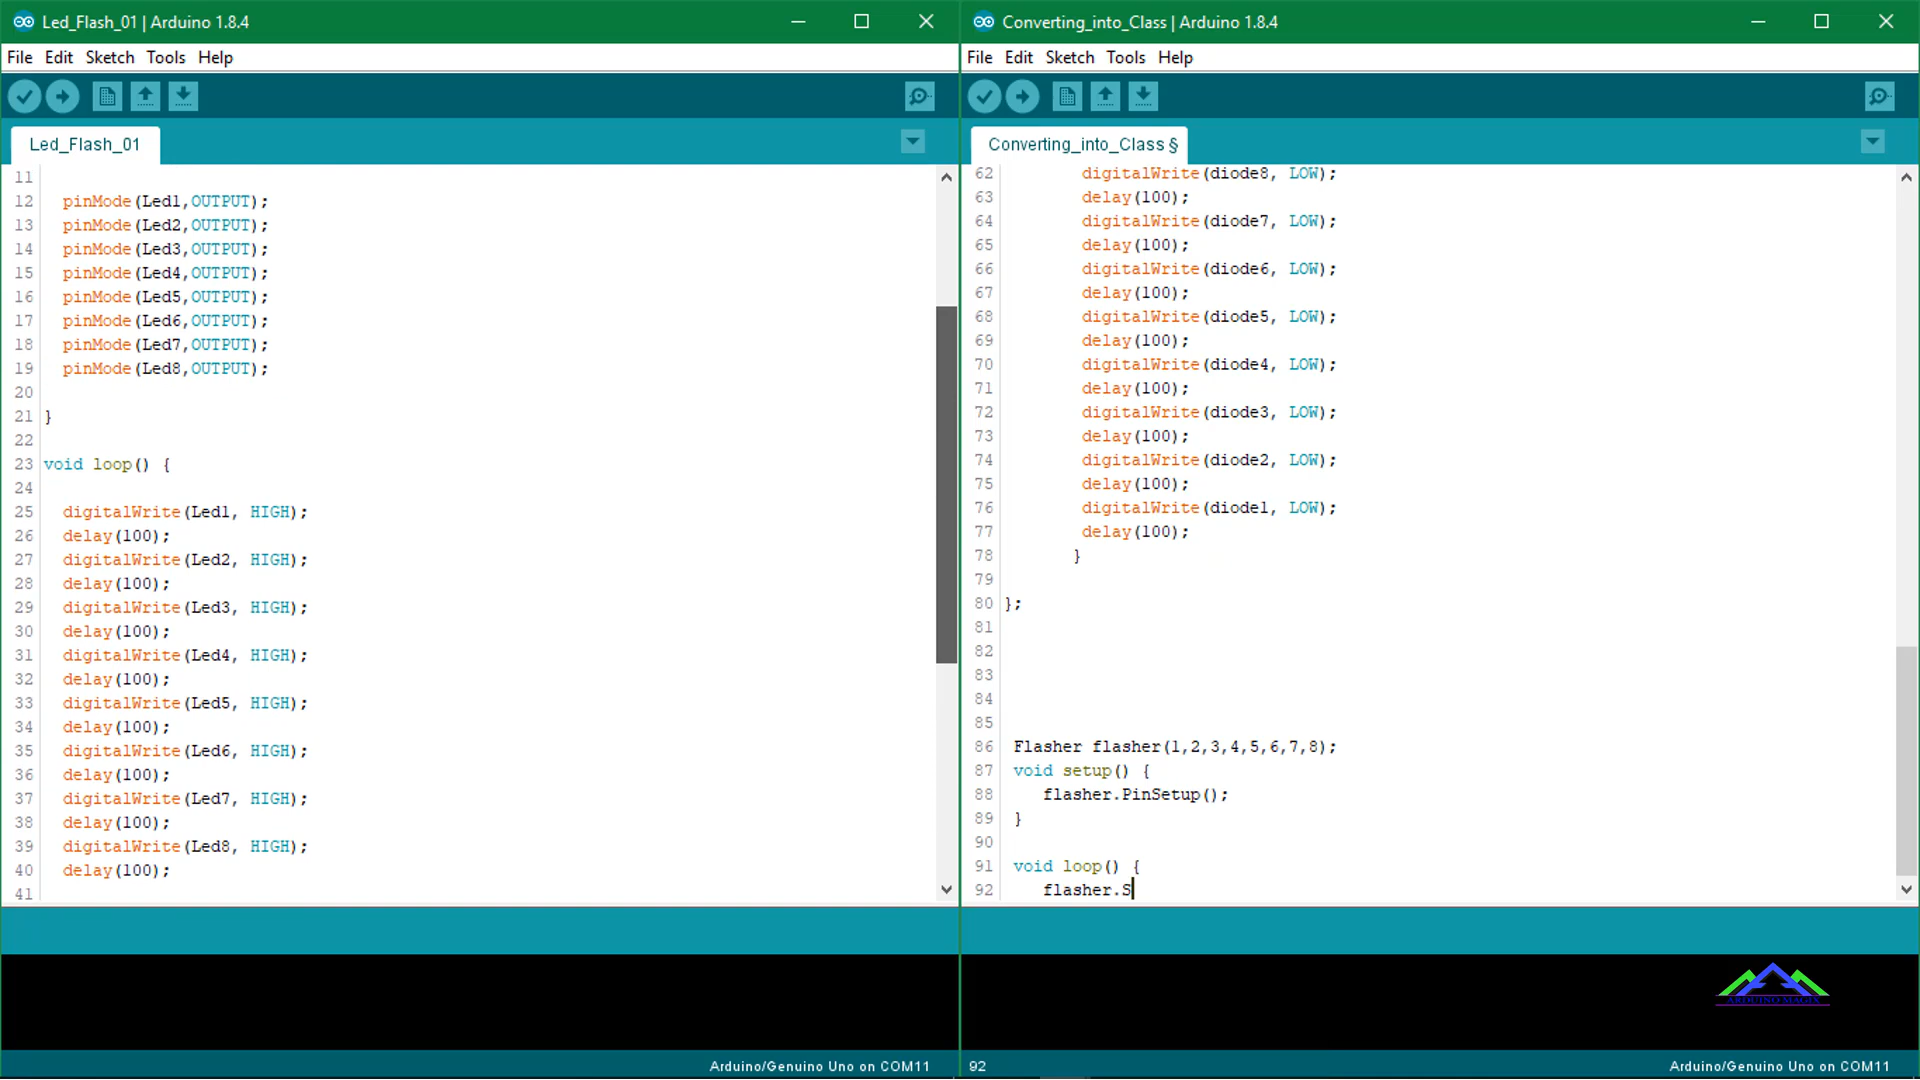 Led_Flash_01 | Arduino 1.8.4
File Edit Sketch Tools Help
Led_Flash_01
11
12 pinMode(Led1,OUTPUT);
13 pinMode(Led2,OUTPUT);
14 pinMode(Led3,OUTPUT);
15 pinMode(Led4,OUTPUT);
16 pinMode(Led5,OUTPUT);
17 pinMode(Led6,OUTPUT);
18 pinMode(Led7,OUTPUT);
19 pinMode(Led8,OUTPUT);
20
21 }
22
23 void loop() {
24
25 digitalWrite(Led1, HIGH);
26 delay(100);
27 digitalWrite(Led2, HIGH);
28 delay(100);
29 digitalWrite(Led3, HIGH);
30 delay(100);
31 digitalWrite(Led4, HIGH);
32 delay(100);
33 digitalWrite(Led5, HIGH);
34 delay(100);
35 digitalWrite(Led6, HIGH);
36 delay(100);
37 digitalWrite(Led7, HIGH);
38 delay(100);
39 digitalWrite(Led8, HIGH);
40 delay(100);
41
Arduino/Genuino Uno on COM11
Converting_into_Class | Arduino 1.8.4
File Edit Sketch Tools Help
Converting_into_Class §
62 digitalWrite(diode8, LOW);
63 delay(100);
64 digitalWrite(diode7, LOW);
65 delay(100);
66 digitalWrite(diode6, LOW);
67 delay(100);
68 digitalWrite(diode5, LOW);
69 delay(100);
70 digitalWrite(diode4, LOW);
71 delay(100);
72 digitalWrite(diode3, LOW);
73 delay(100);
74 digitalWrite(diode2, LOW);
75 delay(100);
76 digitalWrite(diode1, LOW);
77 delay(100);
78 }
79
80 };
81
82
83
84
85
86 Flasher flasher(1,2,3,4,5,6,7,8);
87 void setup() {
88 flasher.PinSetup();
89 }
90
91 void loop() {
92 flasher.S
ARDUINO MAGIX
92
Arduino/Genuino Uno on COM11